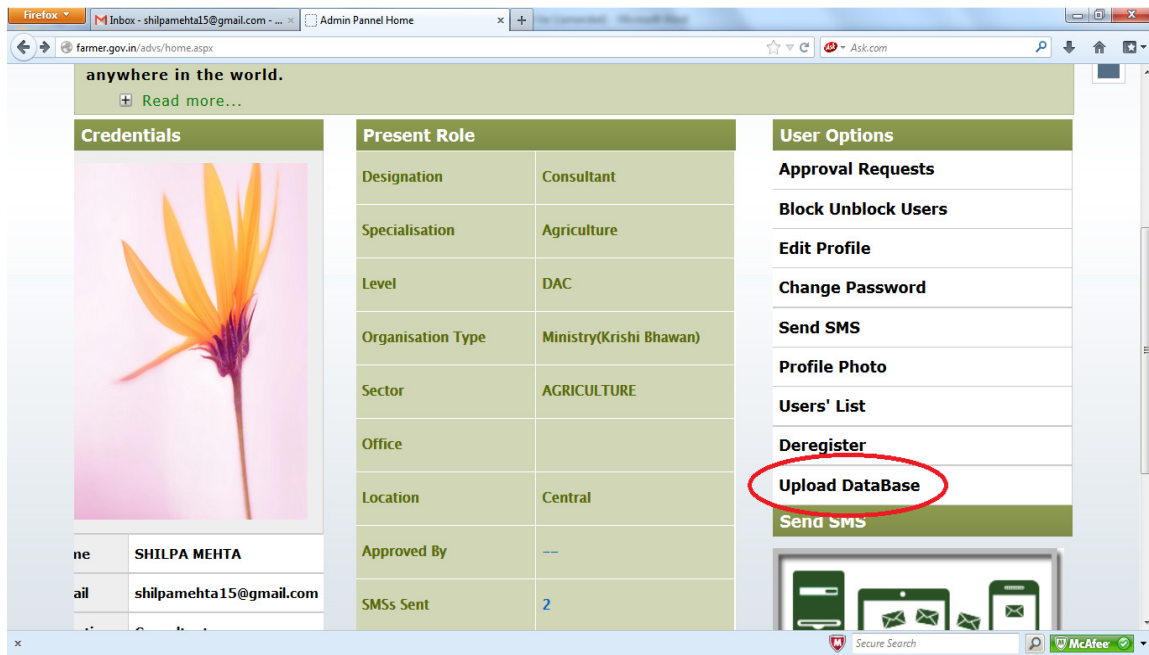 Firefox
Inbox - shilpamehta15@gmail.com - ...
Admin Pannel Home
farmer.gov.in/advs/home.aspx
Ask.com
anywhere in the world.
Read more...
Credentials
Present Role
User Options
Designation Consultant
Specialisation Agriculture
Level DAC
Organisation Type Ministry(Krishi Bhawan)
Sector AGRICULTURE
Office
Location Central
Approved By ---
SMSs Sent 2
Approval Requests
Block Unblock Users
Edit Profile
Change Password
Send SMS
Profile Photo
Users' List
Deregister
Upload DataBase
Send SMS
me SHILPA MEHTA
ail shilpamehta15@gmail.com
Secure Search
McAfee